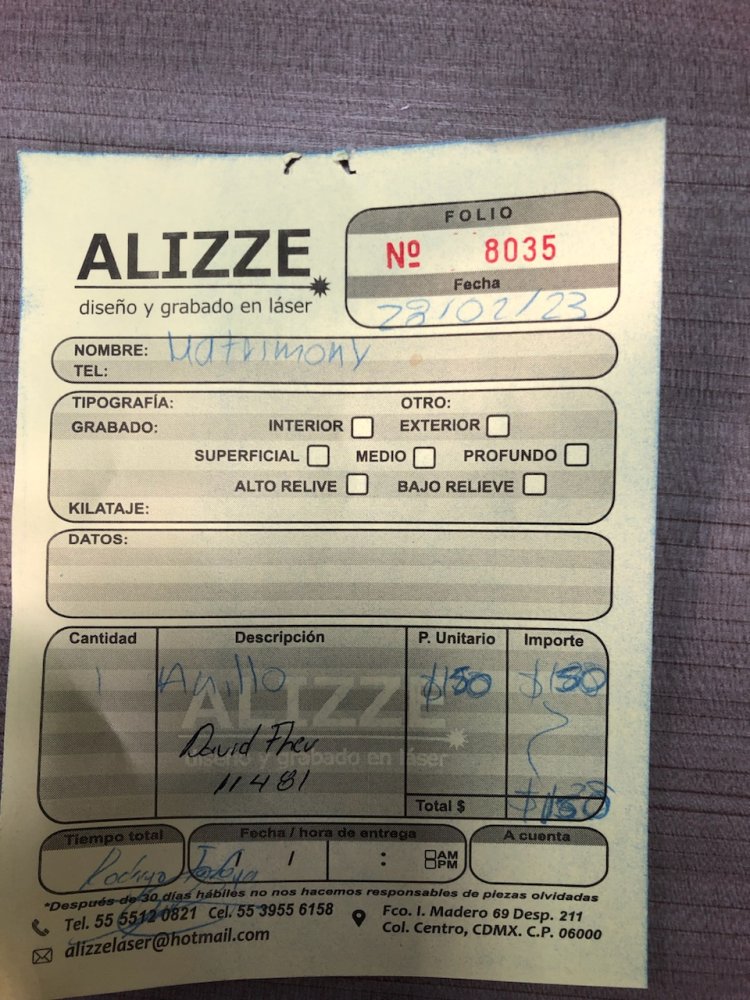 FOLIO
ALIZZE
Nº 8035
Fecha
diseño y grabado en láser
28/02/23
NOMBRE: Matrimony
TEL:
TIPOGRAFÍA: OTRO:
GRABADO: INTERIOR EXTERIOR
SUPERFICIAL MEDIO PROFUNDO
ALTO RELIVE BAJO RELIEVE
KILATAJE:
DATOS:
Cantidad Descripción P. Unitario Importe
1 Anillo $150 $150
ALIZZE
David Fher
diseño y grabado en láser
11481
Total $
Tiempo total Fecha / hora de entrega A cuenta
/ / : AM
PM
*Después de 30 días hábiles no nos hacemos responsables de piezas olvidadas
Tel. 55 5512 0821 Cel. 55 3955 6158 Fco. I. Madero 69 Desp. 211
alizzelaser@hotmail.com Col. Centro, CDMX. C.P. 06000